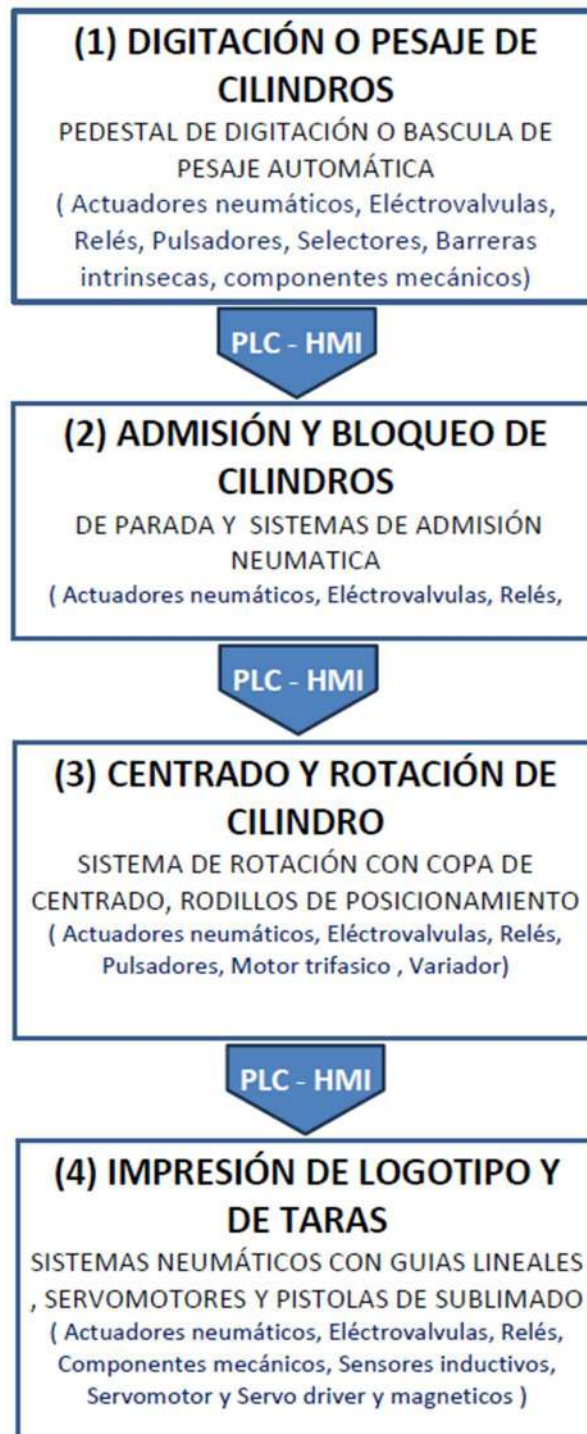 (1) DIGITACIÓN O PESAJE DE
CILINDROS
PEDESTAL DE DIGITACIÓN O BASCULA DE
PESAJE AUTOMÁTICA
( Actuadores neumáticos, Eléctrovalvulas,
Relés, Pulsadores, Selectores, Barreras
intrinsecas, componentes mecánicos)
PLC - HMI
(2) ADMISIÓN Y BLOQUEO DE
CILINDROS
DE PARADA Y SISTEMAS DE ADMISIÓN
NEUMATICA
( Actuadores neumáticos, Eléctrovalvulas, Relés,
PLC - HMI
(3) CENTRADO Y ROTACIÓN DE
CILINDRO
SISTEMA DE ROTACIÓN CON COPA DE
CENTRADO, RODILLOS DE POSICIONAMIENTO
( Actuadores neumáticos, Eléctrovalvulas, Relés,
Pulsadores, Motor trifasico , Variador)
PLC - HMI
(4) IMPRESIÓN DE LOGOTIPO Y
DE TARAS
SISTEMAS NEUMÁTICOS CON GUIAS LINEALES
, SERVOMOTORES Y PISTOLAS DE SUBLIMADO
( Actuadores neumáticos, Eléctrovalvulas, Relés,
Componentes mecánicos, Sensores inductivos,
Servomotor y Servo driver y magneticos )